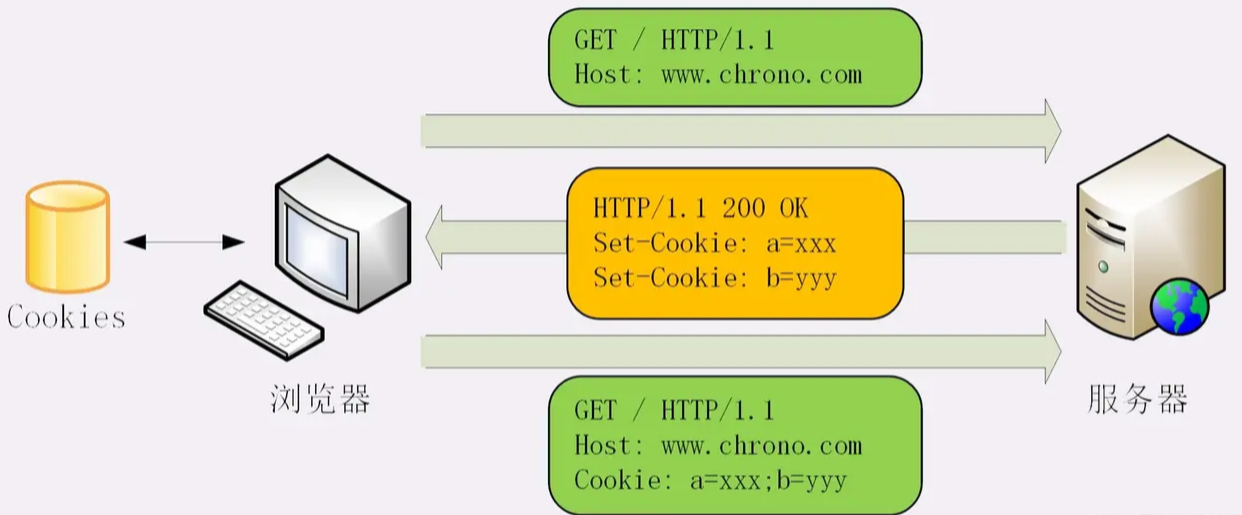 GET / HTTP/1.1
Host: www.chrono.com
HTTP/1.1 200 OK
Set-Cookie: a=xxx
Set-Cookie: b=yyy
Cookies
浏览器
服务器
GET / HTTP/1.1
Host: www.chrono.com
Cookie: a=xxx;b=yyy